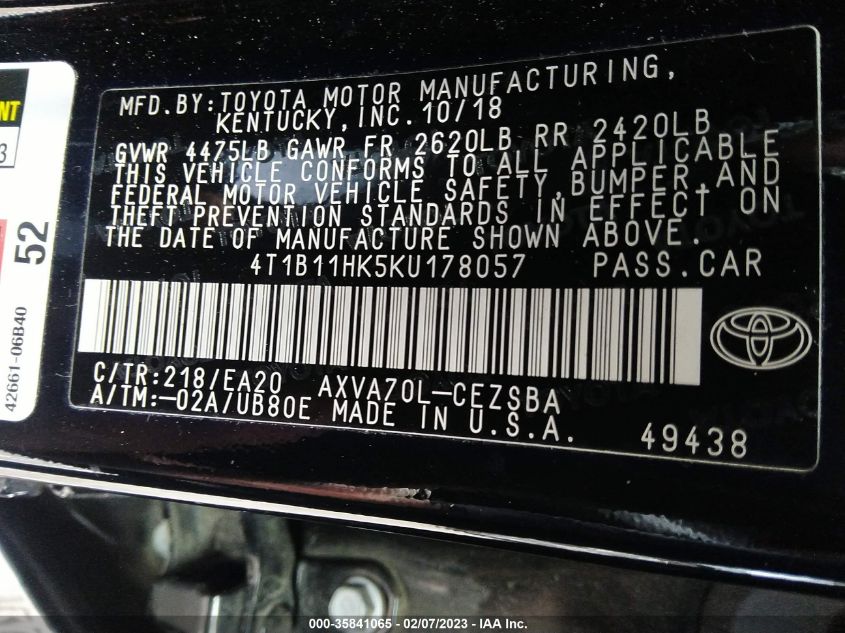 MFD.BY:TOYOTA MOTOR MANUFACTURING,
KENTUCKY,INC.10/18
GVWR 4475LB GAWR FR 2620LB RR 2420LB
THIS VEHICLE CONFORMS TO ALL APPLICABLE
FEDERAL MOTOR VEHICLE SAFETY,BUMPER,AND
THEFT PREVENTION STANDARDS IN EFFECT ON
THE DATE OF MANUFACTURE SHOWN ABOVE.
4T1B11HK5KU178057 PASS.CAR
C/TR:218/EA20 AXVA70L-CEZSBA
A/TM:-02A/UB80E MADE IN U.S.A.
49438
NT
3
52
42661-06B40
000-35841065 - 02/07/2023 - IAA Inc.